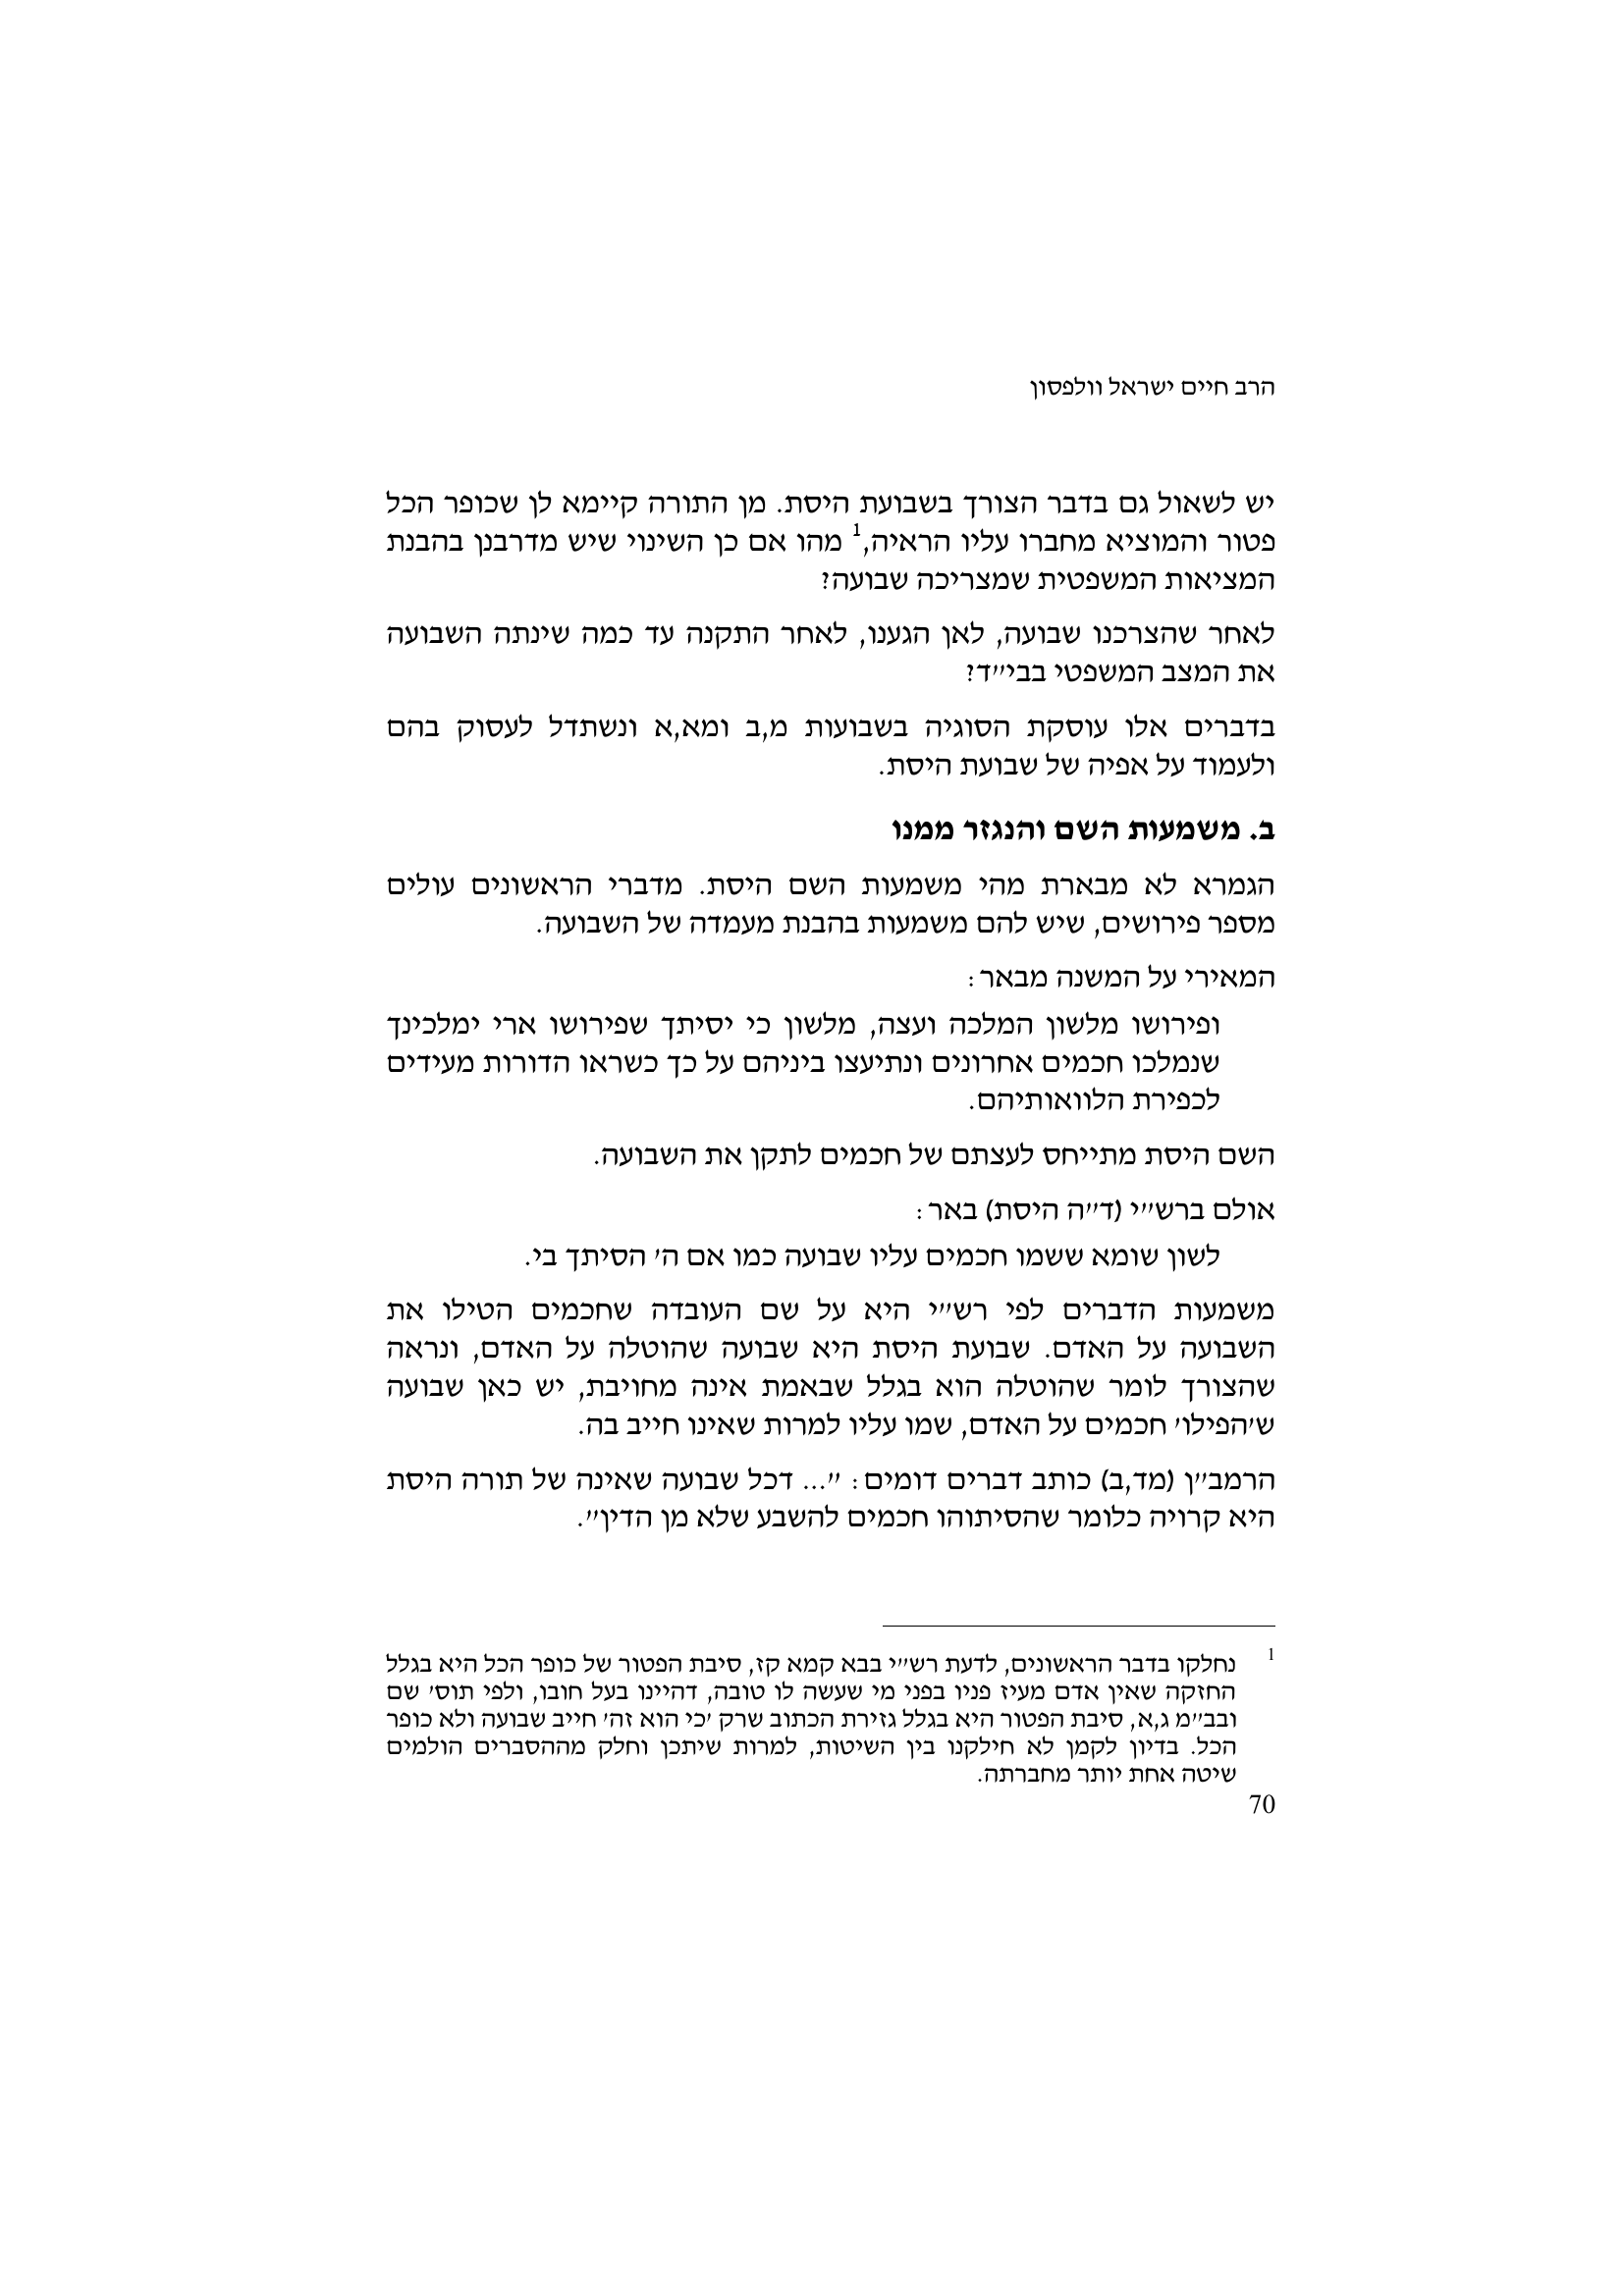 הרב חיים ישראל וולפסון
יש לשאול גם בדבר הצורך בשבועת היסת. מן התורה קיימא לן שכופר הכל
פטור והמוציא מחברו עליו הראיה,1 מהו אם כן השינוי שיש מדרבנן בהבנת
המציאות המשפטית שמצריכה שבועה?
לאחר שהצרכנו שבועה, לאן הגענו, לאחר התקנה עד כמה שינתה השבועה
את המצב המשפטי בבי״ד?
בדברים אלו עוסקת הסוגיה בשבועות מ,ב ומא,א ונשתדל לעסוק בהם
ולעמוד על אפיה של שבועת היסת.
ב. משמעות השם והנגזר ממנו
הגמרא לא מבארת מהי משמעות השם היסת. מדברי הראשונים עולים
מספר פירושים, שיש להם משמעות בהבנת מעמדה של השבועה.
המאירי על המשנה מבאר:
ופירושו מלשון המלכה ועצה, מלשון כי יסיתך שפירושו ארי ימלכינך
שנמלכו חכמים אחרונים ונתיעצו ביניהם על כך כשראו הדורות מעידים
לכפירת הלוואותיהם.
השם היסת מתייחס לעצתם של חכמים לתקן את השבועה.
אולם ברש״י (ד״ה היסת) באר:
לשון שומא ששמו חכמים עליו שבועה כמו אם ה׳ הסיתך בי.
משמעות הדברים לפי רש״י היא על שם העובדה שחכמים הטילו את
השבועה על האדם. שבועת היסת היא שבועה שהוטלה על האדם, ונראה
שהצורך לומר שהוטלה הוא בגלל שבאמת אינה מחויבת, יש כאן שבועה
ש׳הפילו׳ חכמים על האדם, שמו עליו למרות שאינו חייב בה.
הרמב״ן (מד,ב) כותב דברים דומים: ״... דכל שבועה שאינה של תורה היסת
היא קרויה כלומר שהסיתוהו חכמים להשבע שלא מן הדין״.
1 נחלקו בדבר הראשונים, לדעת רש״י בבא קמא קז, סיבת הפטור של כופר הכל היא בגלל
החזקה שאין אדם מעיז פניו בפני מי שעשה לו טובה, דהיינו בעל חובו, ולפי תוס׳ שם
ובב״מ ג,א, סיבת הפטור היא בגלל גזירת הכתוב שרק ׳כי הוא זה׳ חייב שבועה ולא כופר
הכל. בדיון לקמן לא חילקנו בין השיטות, למרות שיתכן וחלק מההסברים הולמים
שיטה אחת יותר מחברתה.
70